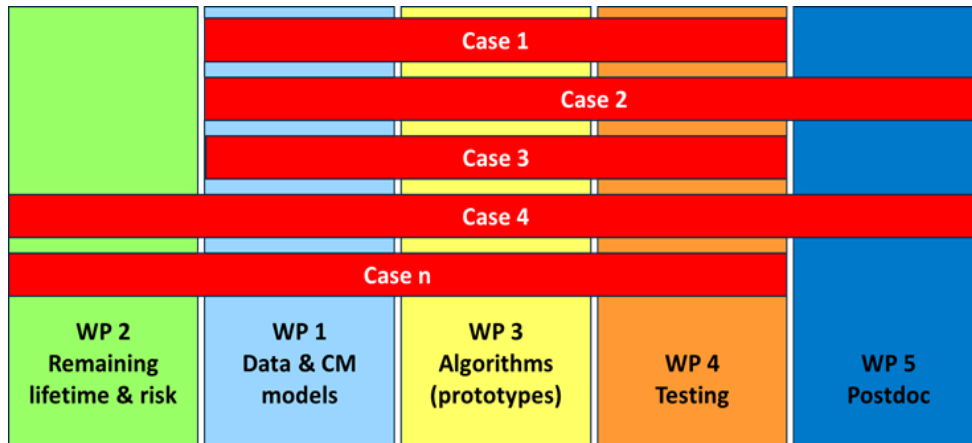 Case 1
Case 2
Case 3
Case 4
Case n
WP 2
Remaining
lifetime & risk
WP 1
Data & CM
models
WP 3
Algorithms
(prototypes)
WP 4
Testing
WP 5
Postdoc